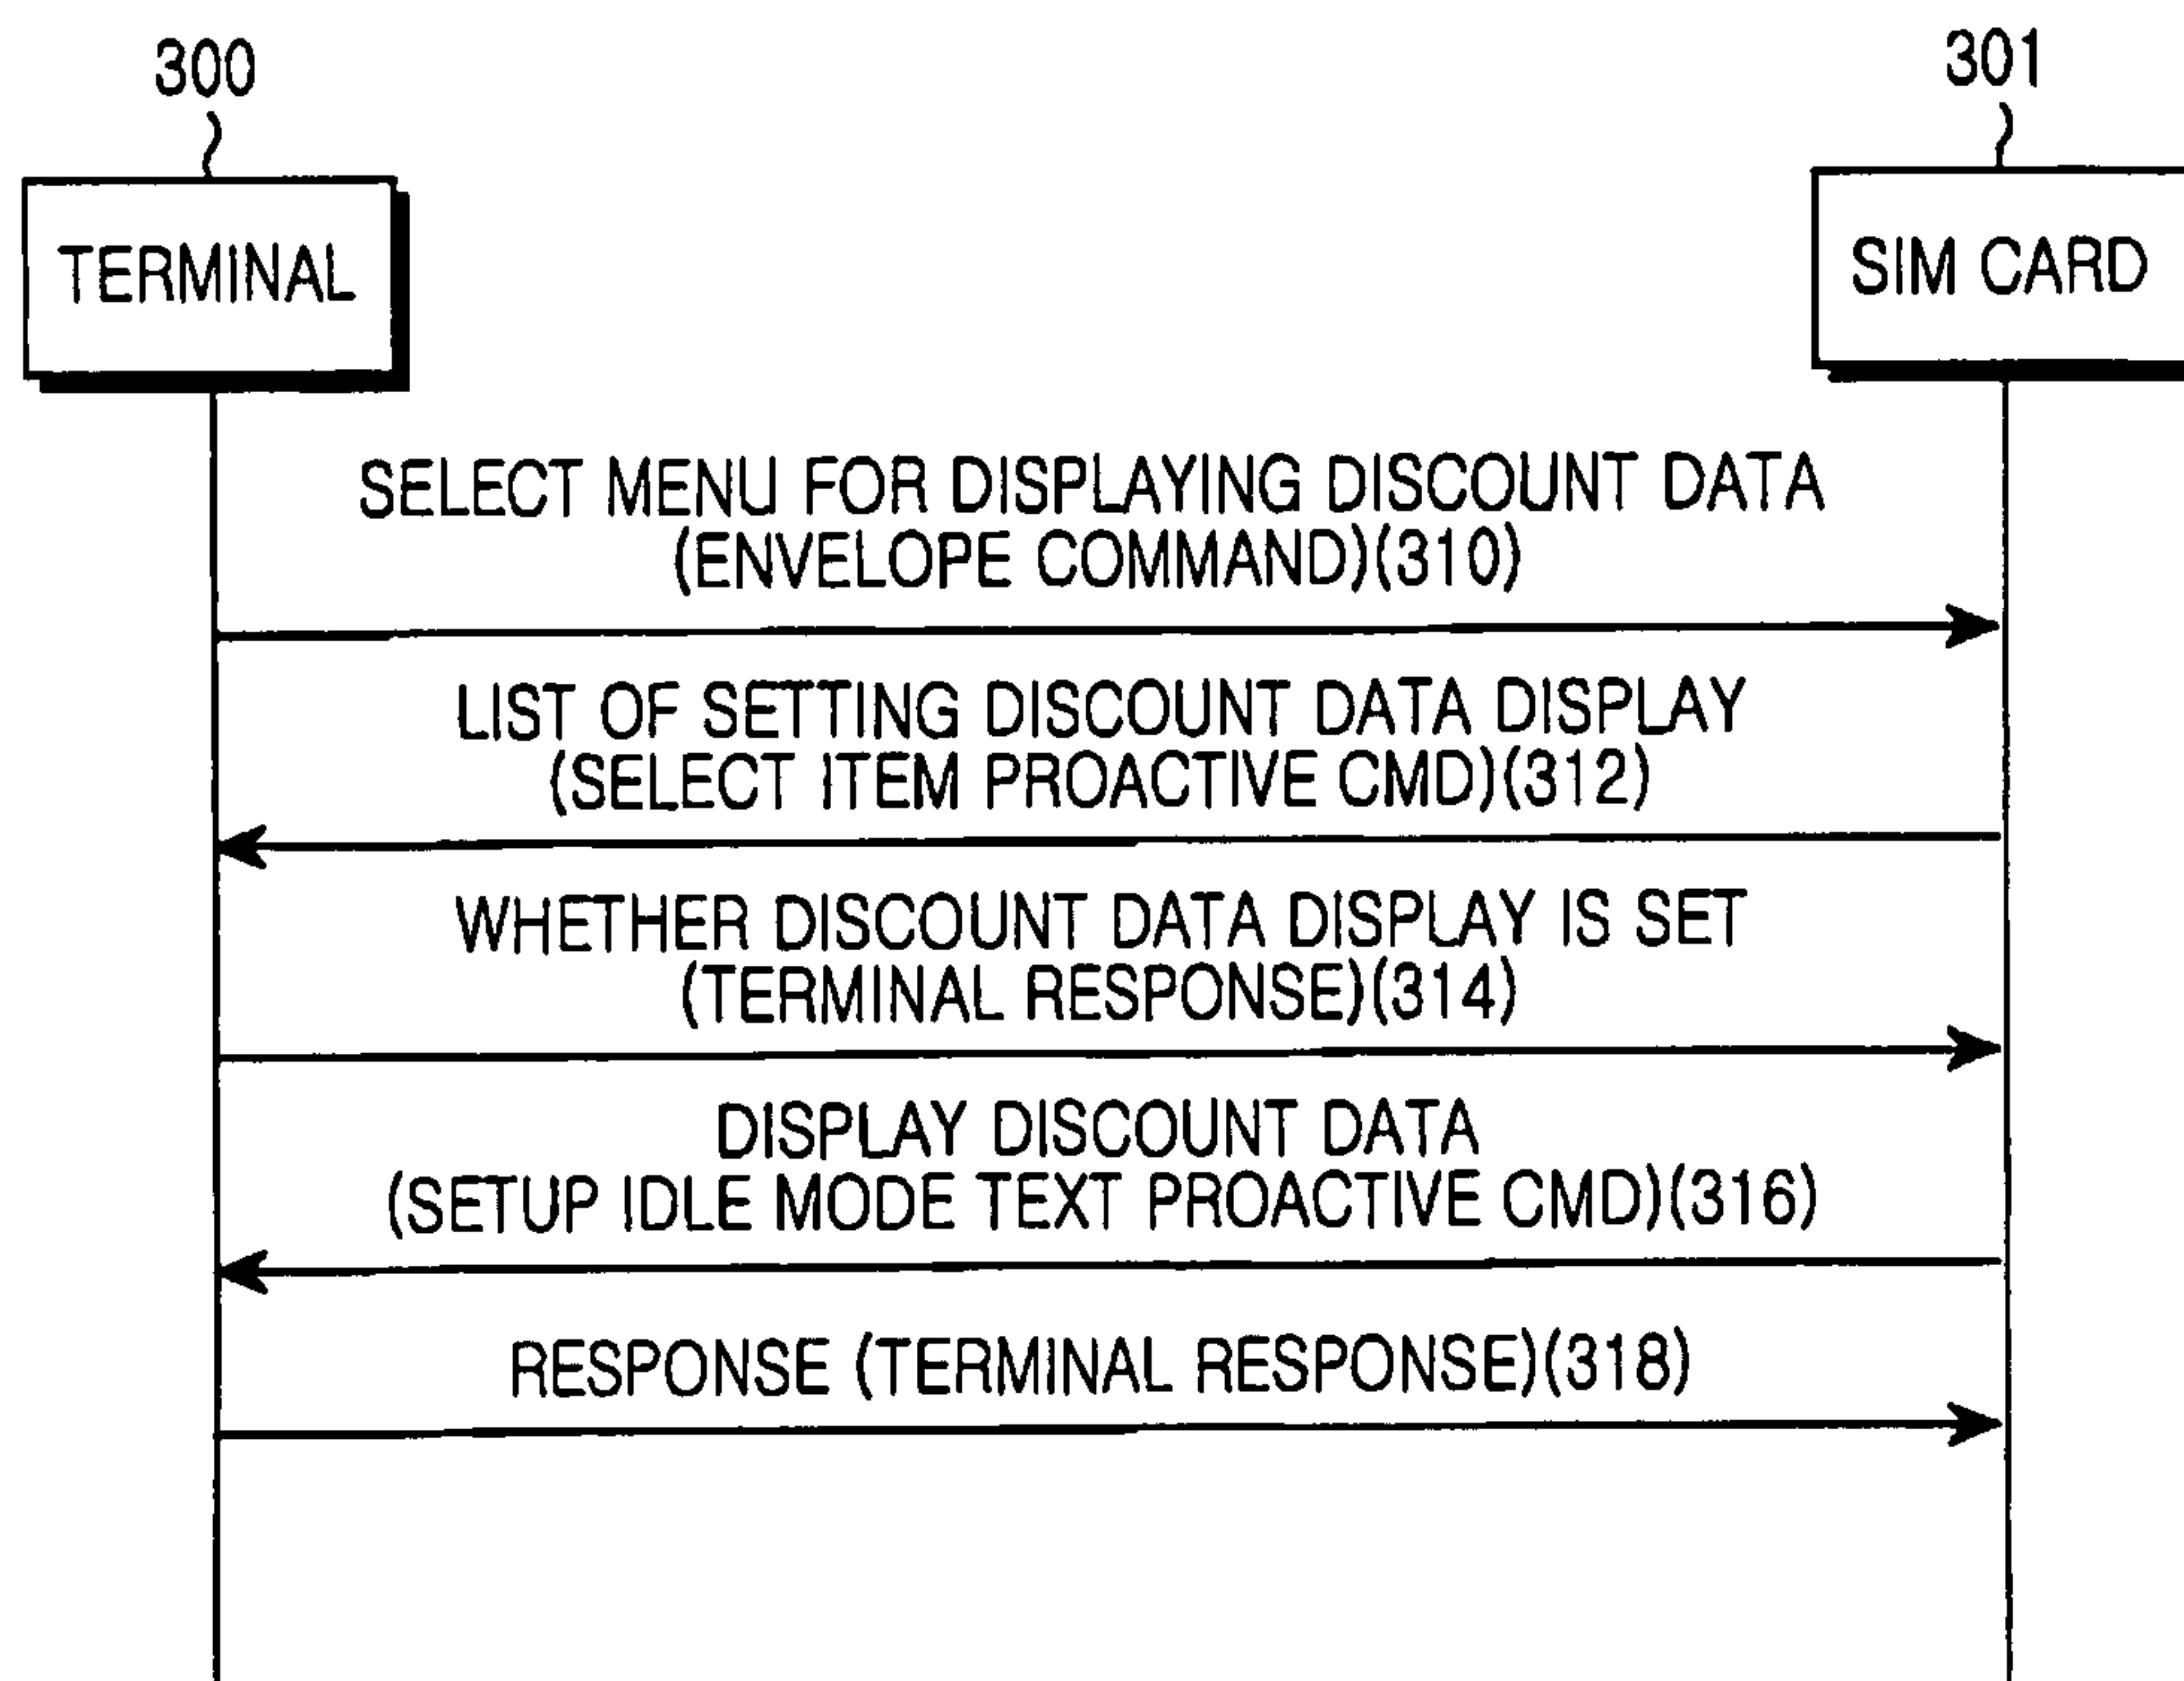 300
301
TERMINAL
SIM CARD
SELECT MENU FOR DISPLAYING DISCOUNT DATA
(ENVELOPE COMMAND)(310)
LIST OF SETTING DISCOUNT DATA DISPLAY
(SELECT ITEM PROACTIVE CMD)(312)
WHETHER DISCOUNT DATA DISPLAY IS SET
(TERMINAL RESPONSE)(314)
DISPLAY DISCOUNT DATA
(SETUP IDLE MODE TEXT PROACTIVE CMD)(316)
RESPONSE (TERMINAL RESPONSE)(318)